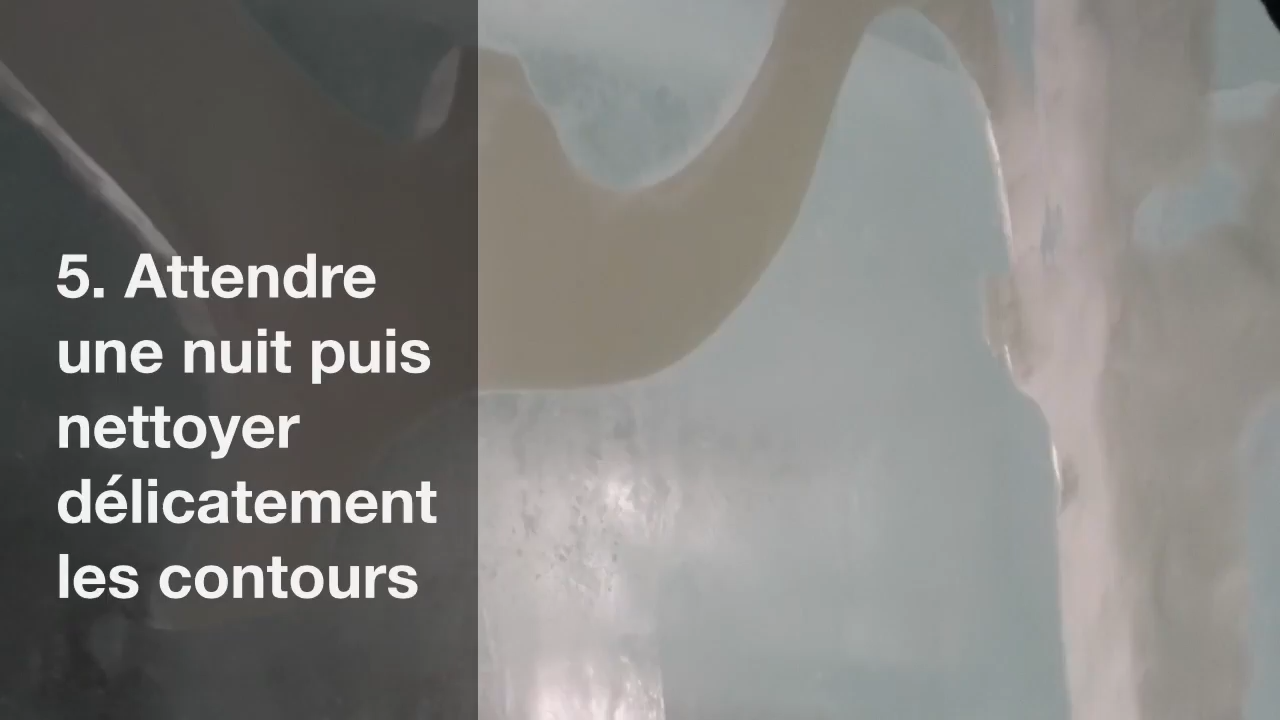 5. Attendre
une nuit puis
nettoyer
délicatement
les contours